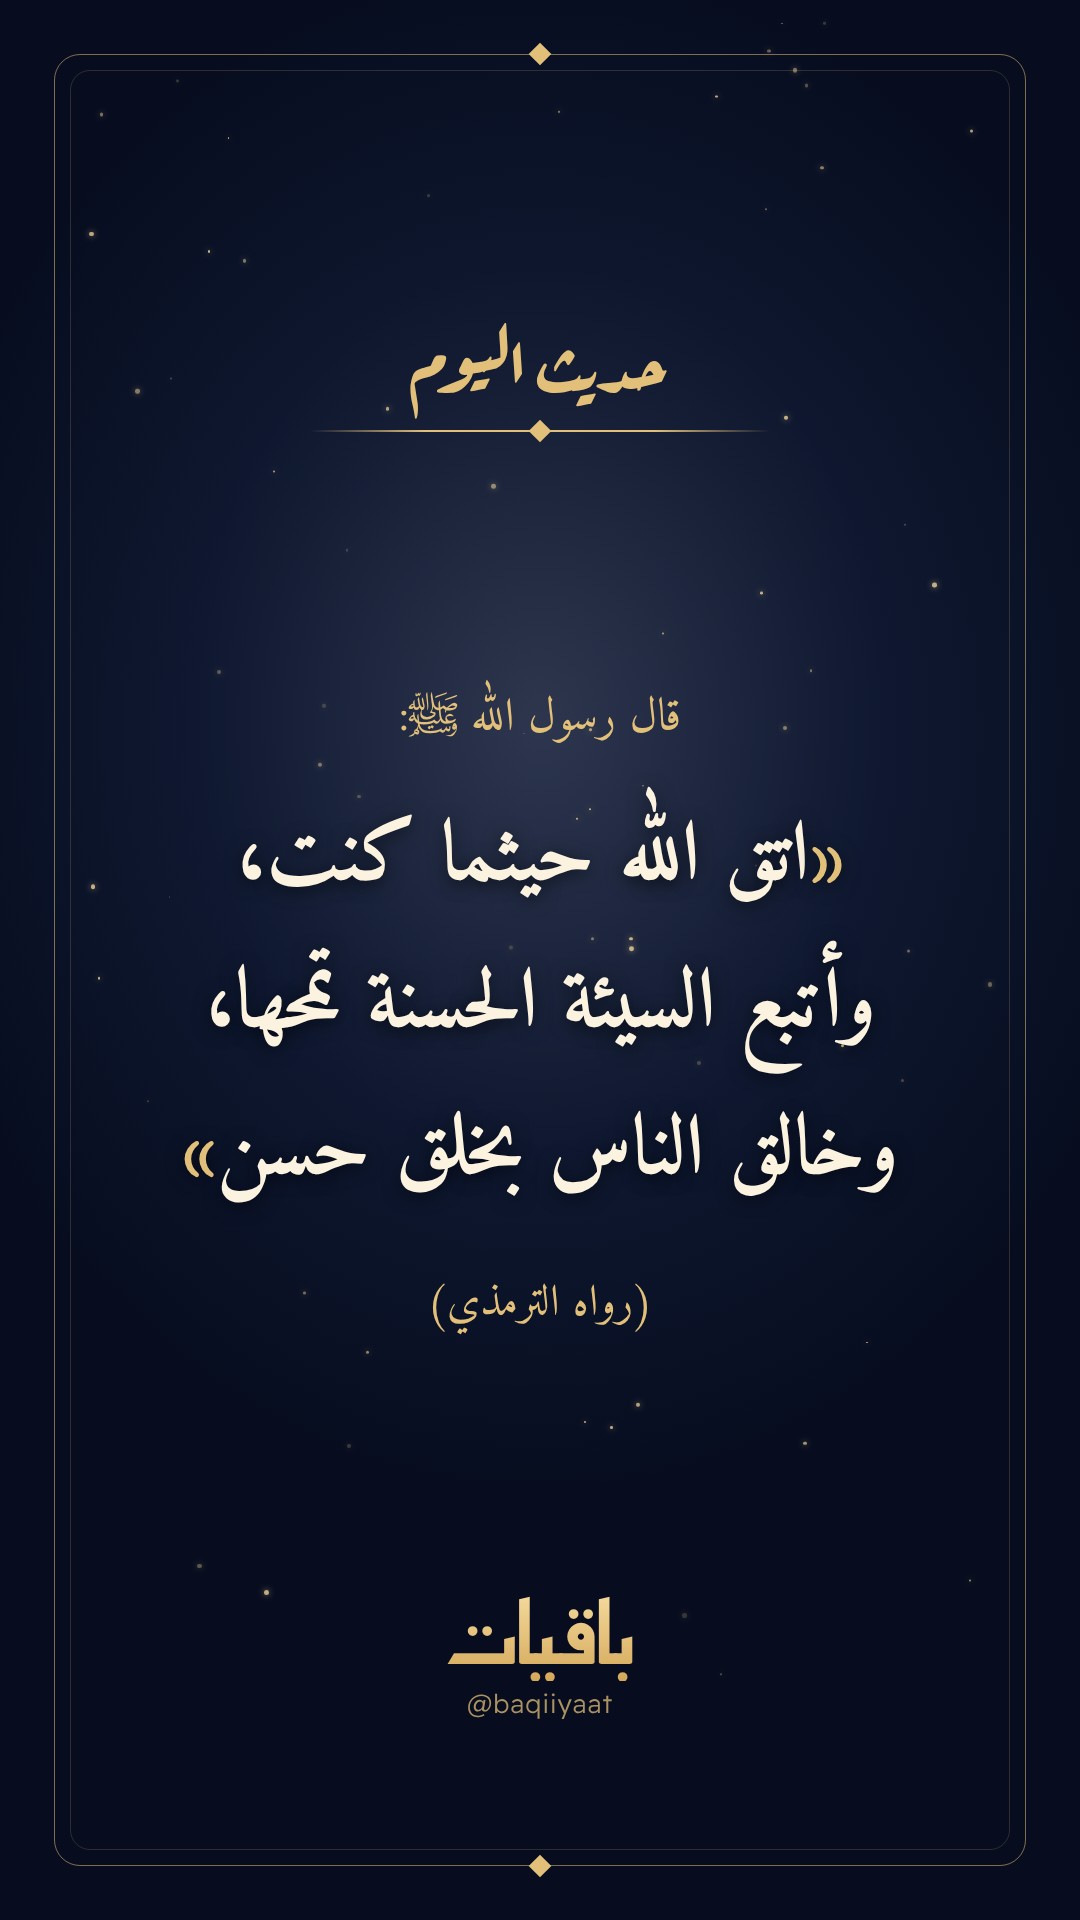 حديث اليوم
قال رسول الله ﷺ:
«اتق الله حيثما كنت،
وأتبع السيئة الحسنة تمحها،
وخالق الناس بخلق حسن»
(رواه الترمذي)
باقيات
@baqiiyaat